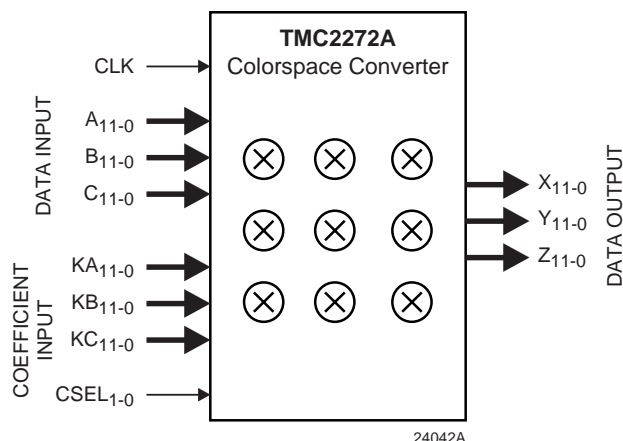 TMC2272A
Colorspace Converter
CLK
DATA INPUT
A11-0
B11-0
C11-0
COEFFICIENT
INPUT
KA11-0
KB11-0
KC11-0
CSEL1-0
X11-0
Y11-0
Z11-0
DATA OUTPUT
24042A